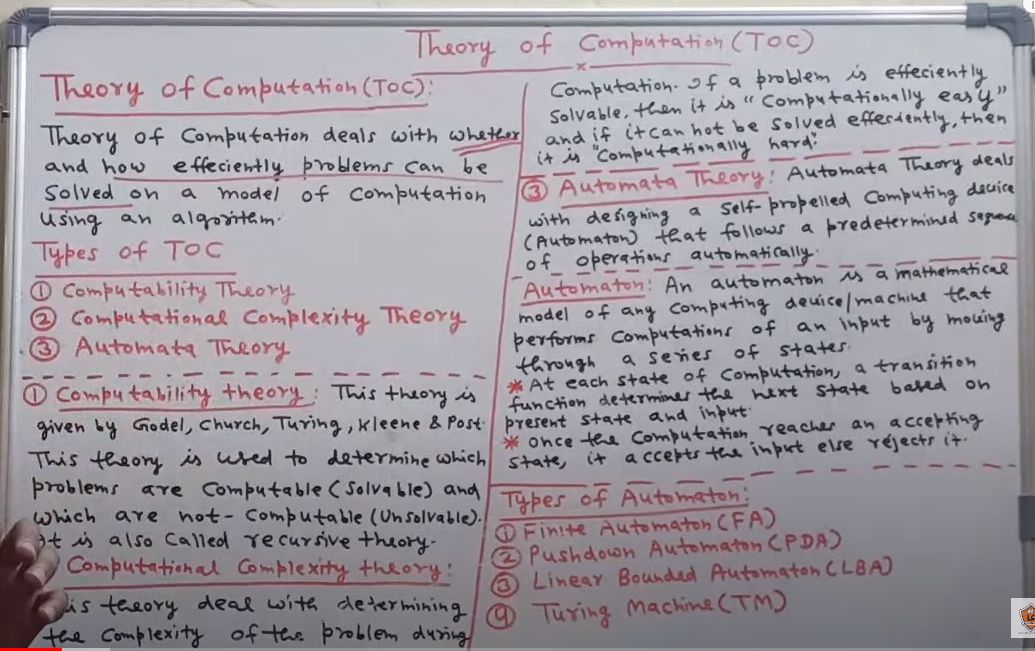 Theory of Computation (TOC)
Theory of Computation (TOC):
Theory of Computation deals with whether
and how effeciently problems can be
solved on a model of computation
using an algorithm.
Types of TOC
① Computability Theory
② Computational Complexity Theory
③ Automata Theory
① Computability theory: This theory is
given by Godel, Church, Turing, Kleene & Post.
This theory is used to determine which
problems are Computable (Solvable) and
which are not-Computable (Unsolvable).
It is also Called recursive theory.
Computational Complexity theory:
is theory deal with determining
the Complexity of the problem during
Computation. If a problem is effeciently
solvable, then it is "Computationally easy"
and if it can not be solved effeciently, then
it is "Computationally hard".
③ Automata Theory: Automata Theory deals
with designing a self-propelled Computing device
(Automaton) that follows a predetermined sequence
of operations automatically.
Automaton: An automaton is a mathematical
model of any Computing device/machine that
performs Computations of an input by moving
through a series of states.
* At each state of Computation, a transition
function determines the next state based on
present state and input.
* Once the Computation reaches an accepting
state, it accepts the input else rejects it.
Types of Automaton:
① Finite Automaton (FA)
② Pushdown Automaton (PDA)
③ Linear Bounded Automaton (LBA)
④ Turing Machine (TM)